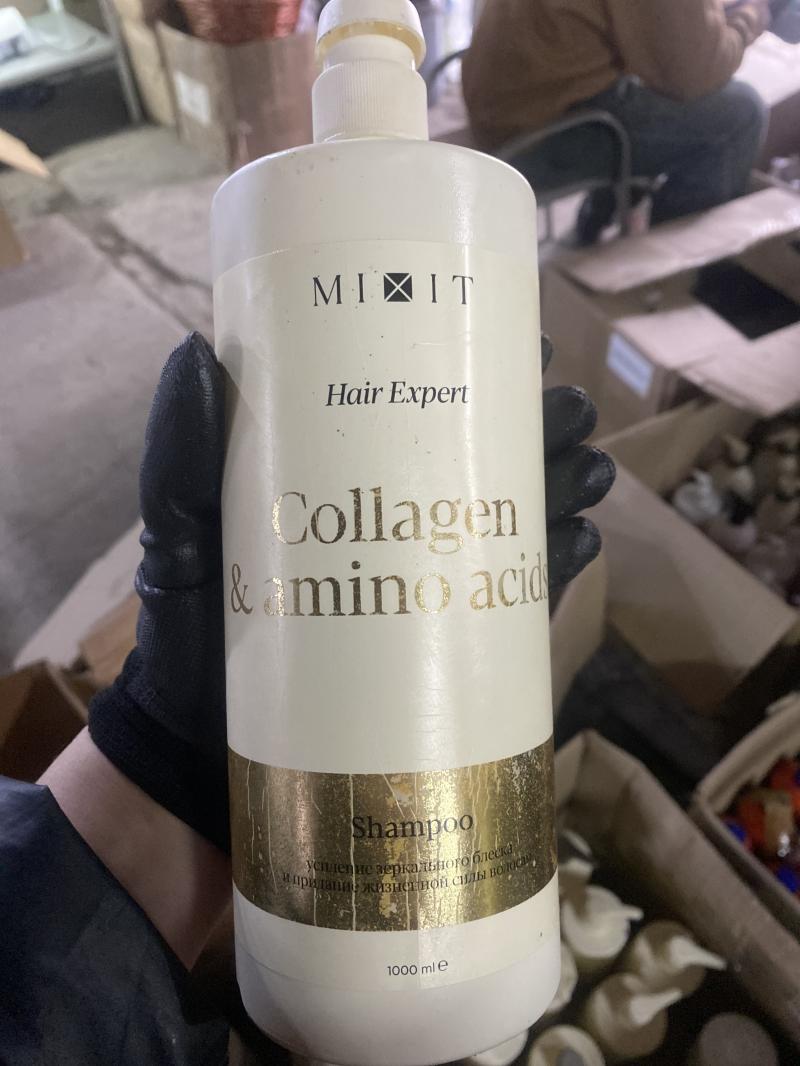 MIXIT
Hair Expert
Collagen
& amino acids
Shampoo
усиление зеркального блеска
и придание жизненной силы волосам
1000 ml ℮